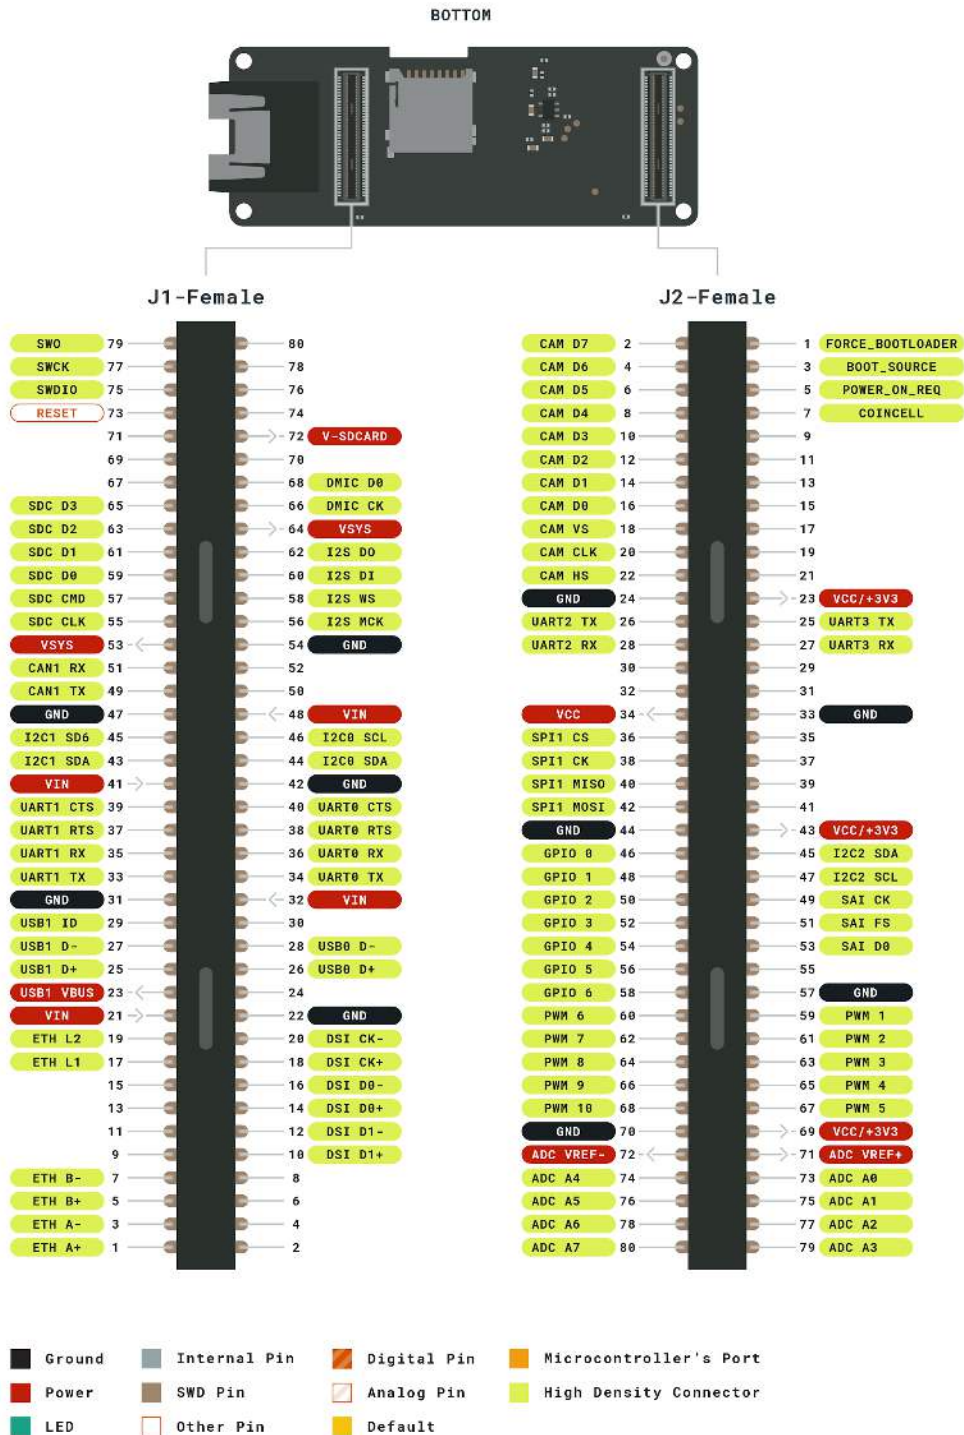 BOTTOM
J1-Female
J2-Female
SWO 79 80
SWCK 77 78
SWDIO 75 76
RESET 73 74
71 72 V-SDCARD
69 70
67 68 DMIC D0
SDC D3 65 66 DMIC CK
SDC D2 63 64 VSYS
SDC D1 61 62 I2S DO
SDC D0 59 60 I2S DI
SDC CMD 57 58 I2S WS
SDC CLK 55 56 I2S MCK
VSYS 53 54 GND
CAN1 RX 51 52
CAN1 TX 49 50
GND 47 48 VIN
I2C1 SD6 45 46 I2C0 SCL
I2C1 SDA 43 44 I2C0 SDA
VIN 41 42 GND
UART1 CTS 39 40 UART0 CTS
UART1 RTS 37 38 UART0 RTS
UART1 RX 35 36 UART0 RX
UART1 TX 33 34 UART0 TX
GND 31 32 VIN
USB1 ID 29 30
USB1 D- 27 28 USB0 D-
USB1 D+ 25 26 USB0 D+
USB1 VBUS 23 24
VIN 21 22 GND
ETH L2 19 20 DSI CK-
ETH L1 17 18 DSI CK+
15 16 DSI D0-
13 14 DSI D0+
11 12 DSI D1-
9 10 DSI D1+
ETH B- 7 8
ETH B+ 5 6
ETH A- 3 4
ETH A+ 1 2
CAM D7 2 1 FORCE_BOOTLOADER
CAM D6 4 3 BOOT_SOURCE
CAM D5 6 5 POWER_ON_REQ
CAM D4 8 7 COINCELL
CAM D3 10 9
CAM D2 12 11
CAM D1 14 13
CAM D0 16 15
CAM VS 18 17
CAM CLK 20 19
CAM HS 22 21
GND 24 23 VCC/+3V3
UART2 TX 26 25 UART3 TX
UART2 RX 28 27 UART3 RX
30 29
32 31
VCC 34 33 GND
SPI1 CS 36 35
SPI1 CK 38 37
SPI1 MISO 40 39
SPI1 MOSI 42 41
GND 44 43 VCC/+3V3
GPIO 0 46 45 I2C2 SDA
GPIO 1 48 47 I2C2 SCL
GPIO 2 50 49 SAI CK
GPIO 3 52 51 SAI FS
GPIO 4 54 53 SAI D0
GPIO 5 56 55
GPIO 6 58 57 GND
PWM 6 60 59 PWM 1
PWM 7 62 61 PWM 2
PWM 8 64 63 PWM 3
PWM 9 66 65 PWM 4
PWM 10 68 67 PWM 5
GND 70 69 VCC/+3V3
ADC VREF- 72 71 ADC VREF+
ADC A4 74 73 ADC A0
ADC A5 76 75 ADC A1
ADC A6 78 77 ADC A2
ADC A7 80 79 ADC A3
Ground Internal Pin Digital Pin Microcontroller's Port
Power SWD Pin Analog Pin High Density Connector
LED Other Pin Default